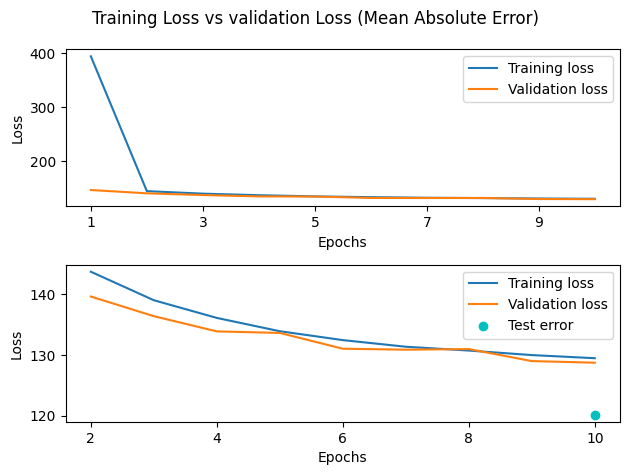 Training Loss vs validation Loss (Mean Absolute Error)
400
300
200
Loss
Training loss
Validation loss
1 3 5 7 9
Epochs
140
130
120
Loss
Training loss
Validation loss
Test error
2 4 6 8 10
Epochs